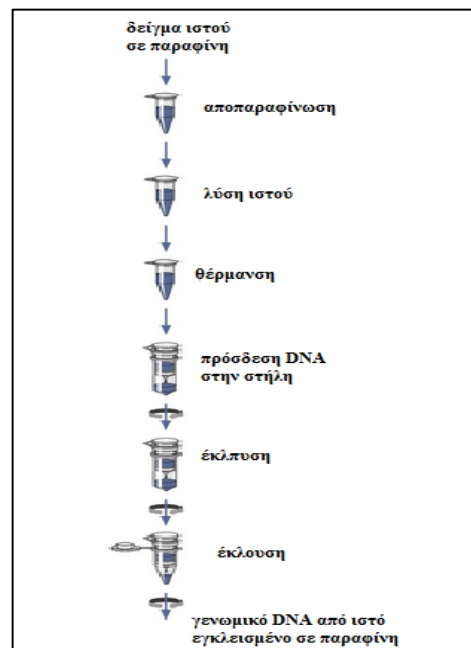 δείγμα ιστού
σε παραφίνη
αποπαραφίνωση
λύση ιστού
θέρμανση
πρόσδεση DNA
στην στήλη
έκλπυση
έκλουση
γενωμικό DNA από ιστό
εγκλεισμένο σε παραφίνη